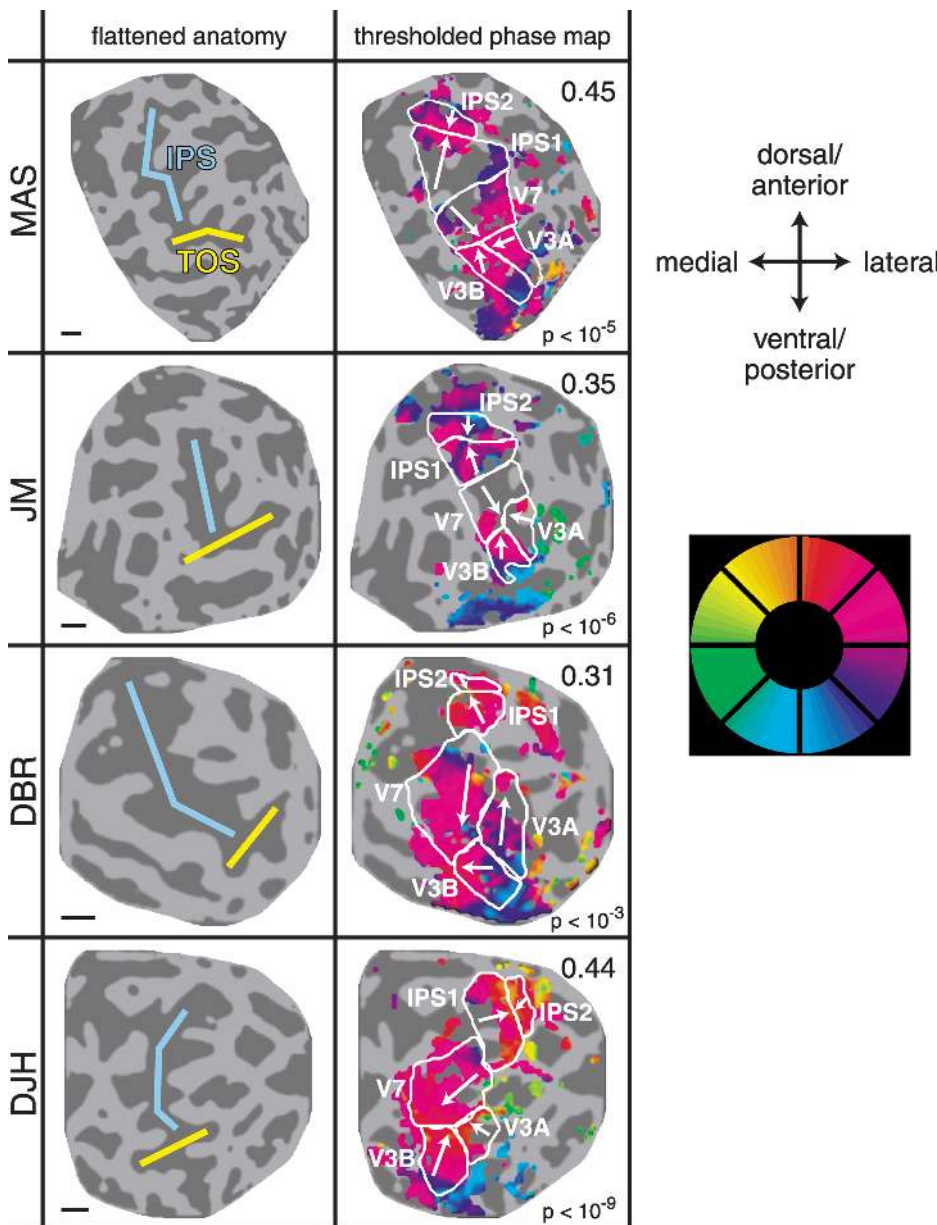 flattened anatomy
thresholded phase map
MAS
IPS
TOS
0.45
IPS2
IPS1
V7
V3A
V3B
p < 10-5
dorsal/
anterior
medial
lateral
ventral/
posterior
JM
0.35
IPS2
IPS1
V7
V3A
V3B
p < 10-6
DBR
0.31
IPS2
IPS1
V7
V3A
V3B
p < 10-3
DJH
0.44
IPS1
IPS2
V7
V3A
V3B
p < 10-9